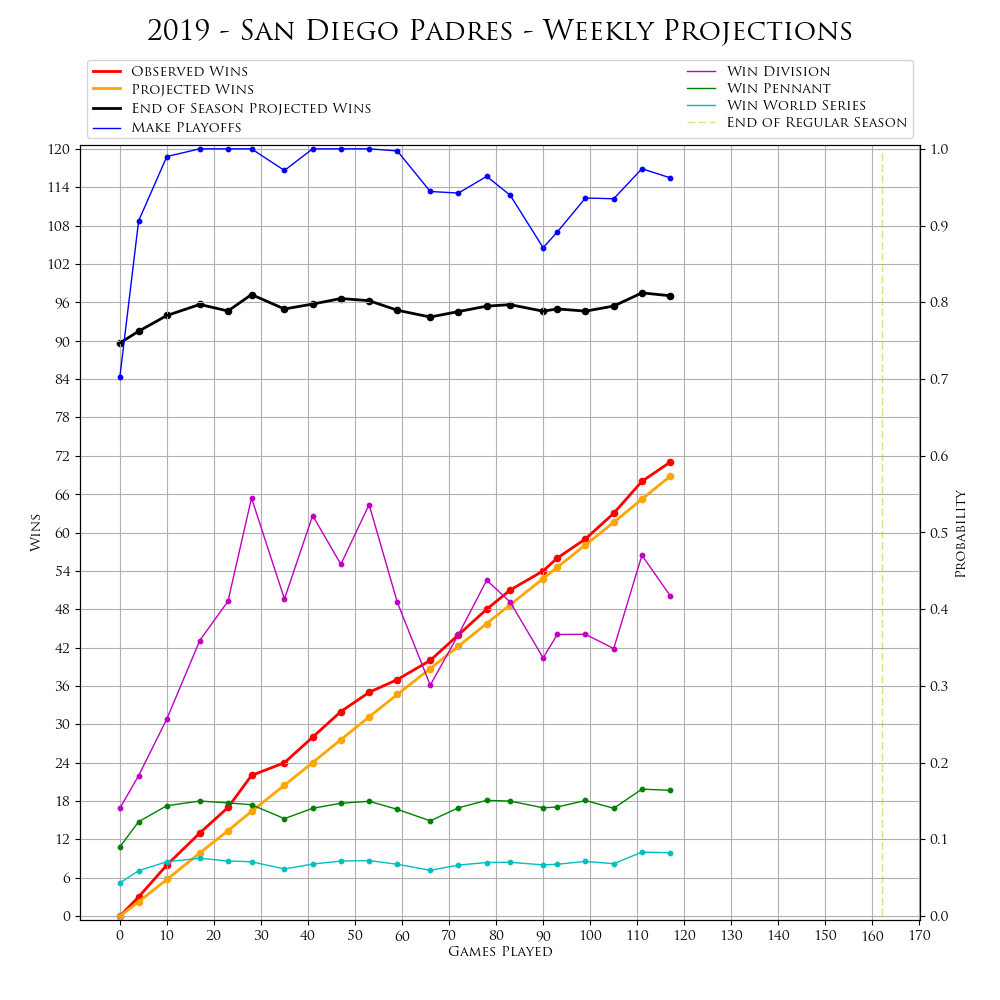 2019 - San Diego Padres - Weekly Projections
Observed Wins
Projected Wins
End of Season Projected Wins
Make Playoffs
Win Division
Win Pennant
Win World Series
End of Regular Season
120
114
108
102
96
90
84
78
72
66
60
54
48
42
36
30
24
18
12
6
0
Wins
1.0
0.9
0.8
0.7
0.6
0.5
0.4
0.3
0.2
0.1
0.0
Probability
0 10 20 30 40 50 60 70 80 90 100 110 120 130 140 150 160 170
Games Played